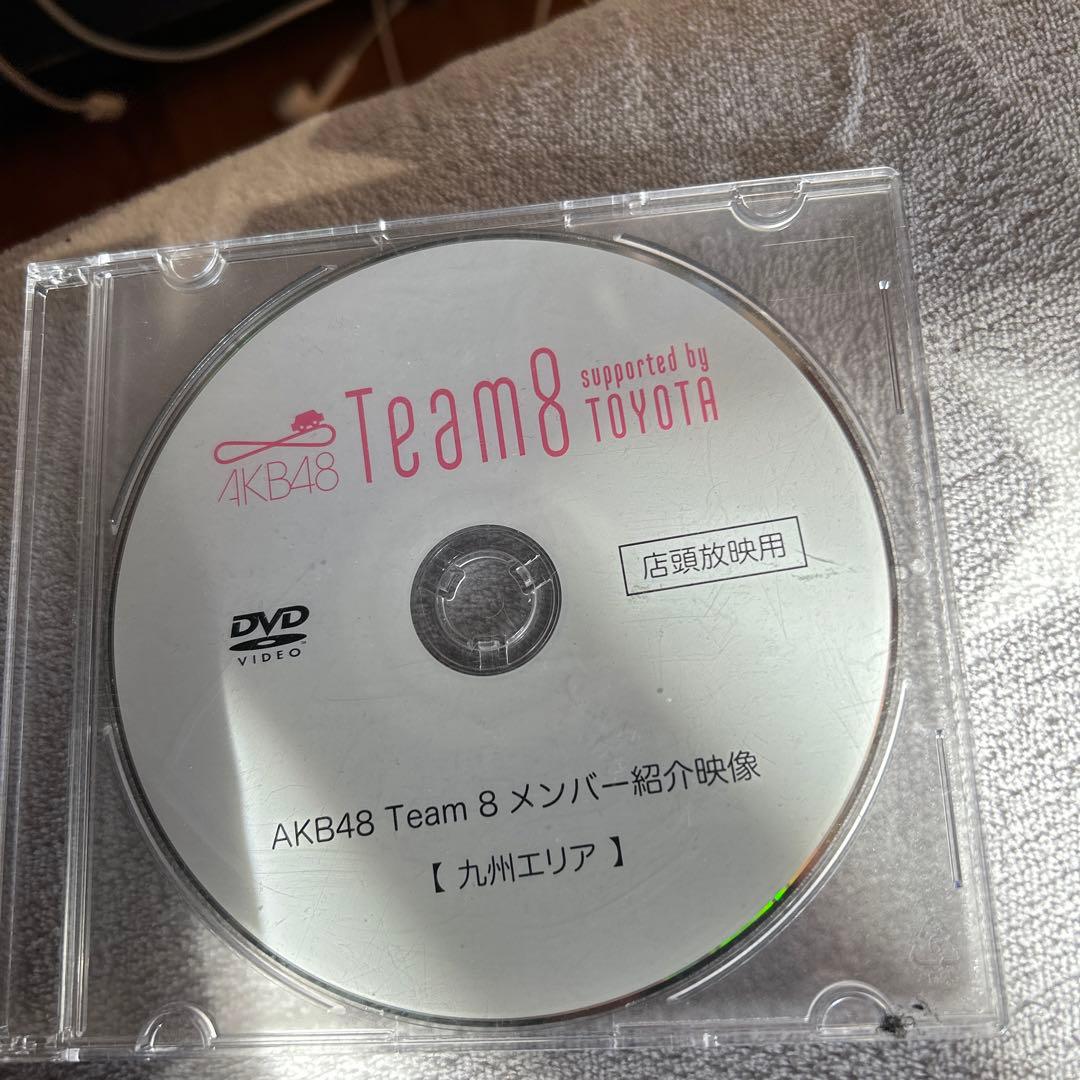 AKB48 Team8 supported by TOYOTA
店頭放映用
DVD
VIDEO
AKB48 Team 8 メンバー紹介映像
【 九州エリア 】